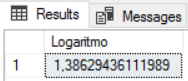 Results Messages
Logaritmo
1 1,38629436111989